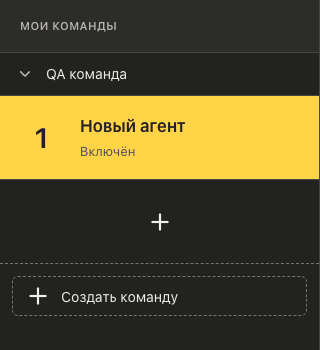 МОИ КОМАНДЫ
QA команда
1
Новый агент
Включён
+
+ Создать команду